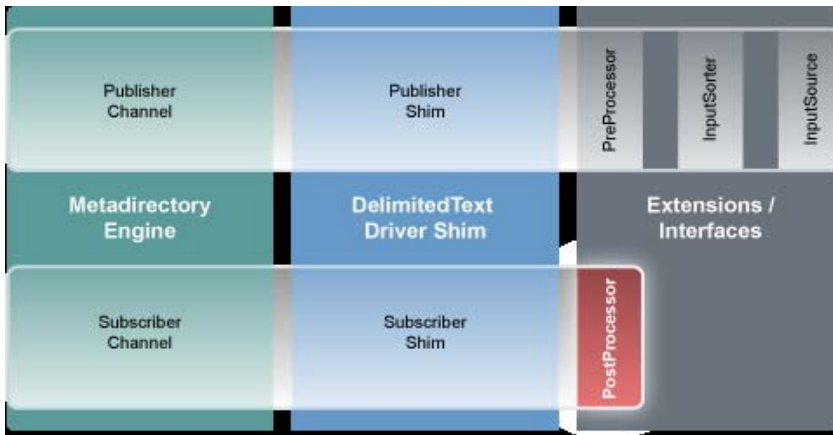 Publisher
Channel
Publisher
Shim
PreProcessor
InputSorter
InputSource
Metadirectory
Engine
DelimitedText
Driver Shim
Extensions /
Interfaces
Subscriber
Channel
Subscriber
Shim
PostProcessor